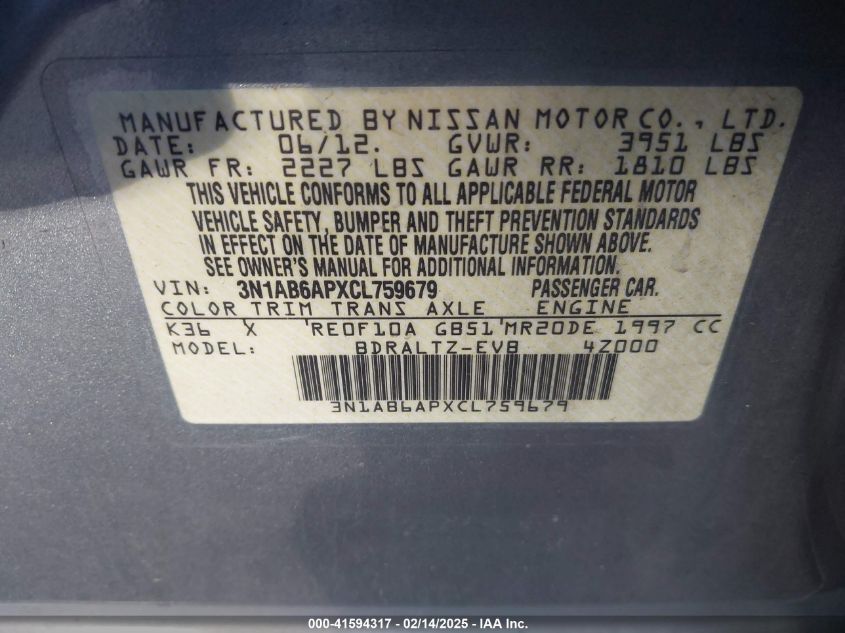 MANUFACTURED BY NISSAN MOTOR CO., LTD.
DATE: 06/12. GVWR: 3951 LBS
GAWR FR: 2227 LBS GAWR RR: 1810 LBS
THIS VEHICLE CONFORMS TO ALL APPLICABLE FEDERAL MOTOR
VEHICLE SAFETY, BUMPER AND THEFT PREVENTION STANDARDS
IN EFFECT ON THE DATE OF MANUFACTURE SHOWN ABOVE.
SEE OWNER'S MANUAL FOR ADDITIONAL INFORMATION.
VIN: 3N1AB6APXCL759679 PASSENGER CAR.
COLOR TRIM TRANS AXLE ENGINE
K36 X 'RE0F10A GB51'MR20DE 1997 CC
MODEL: BDRALTZ-EVB 4Z000
3N1AB6APXCL759679
000-41594317 - 02/14/2025 - IAA Inc.